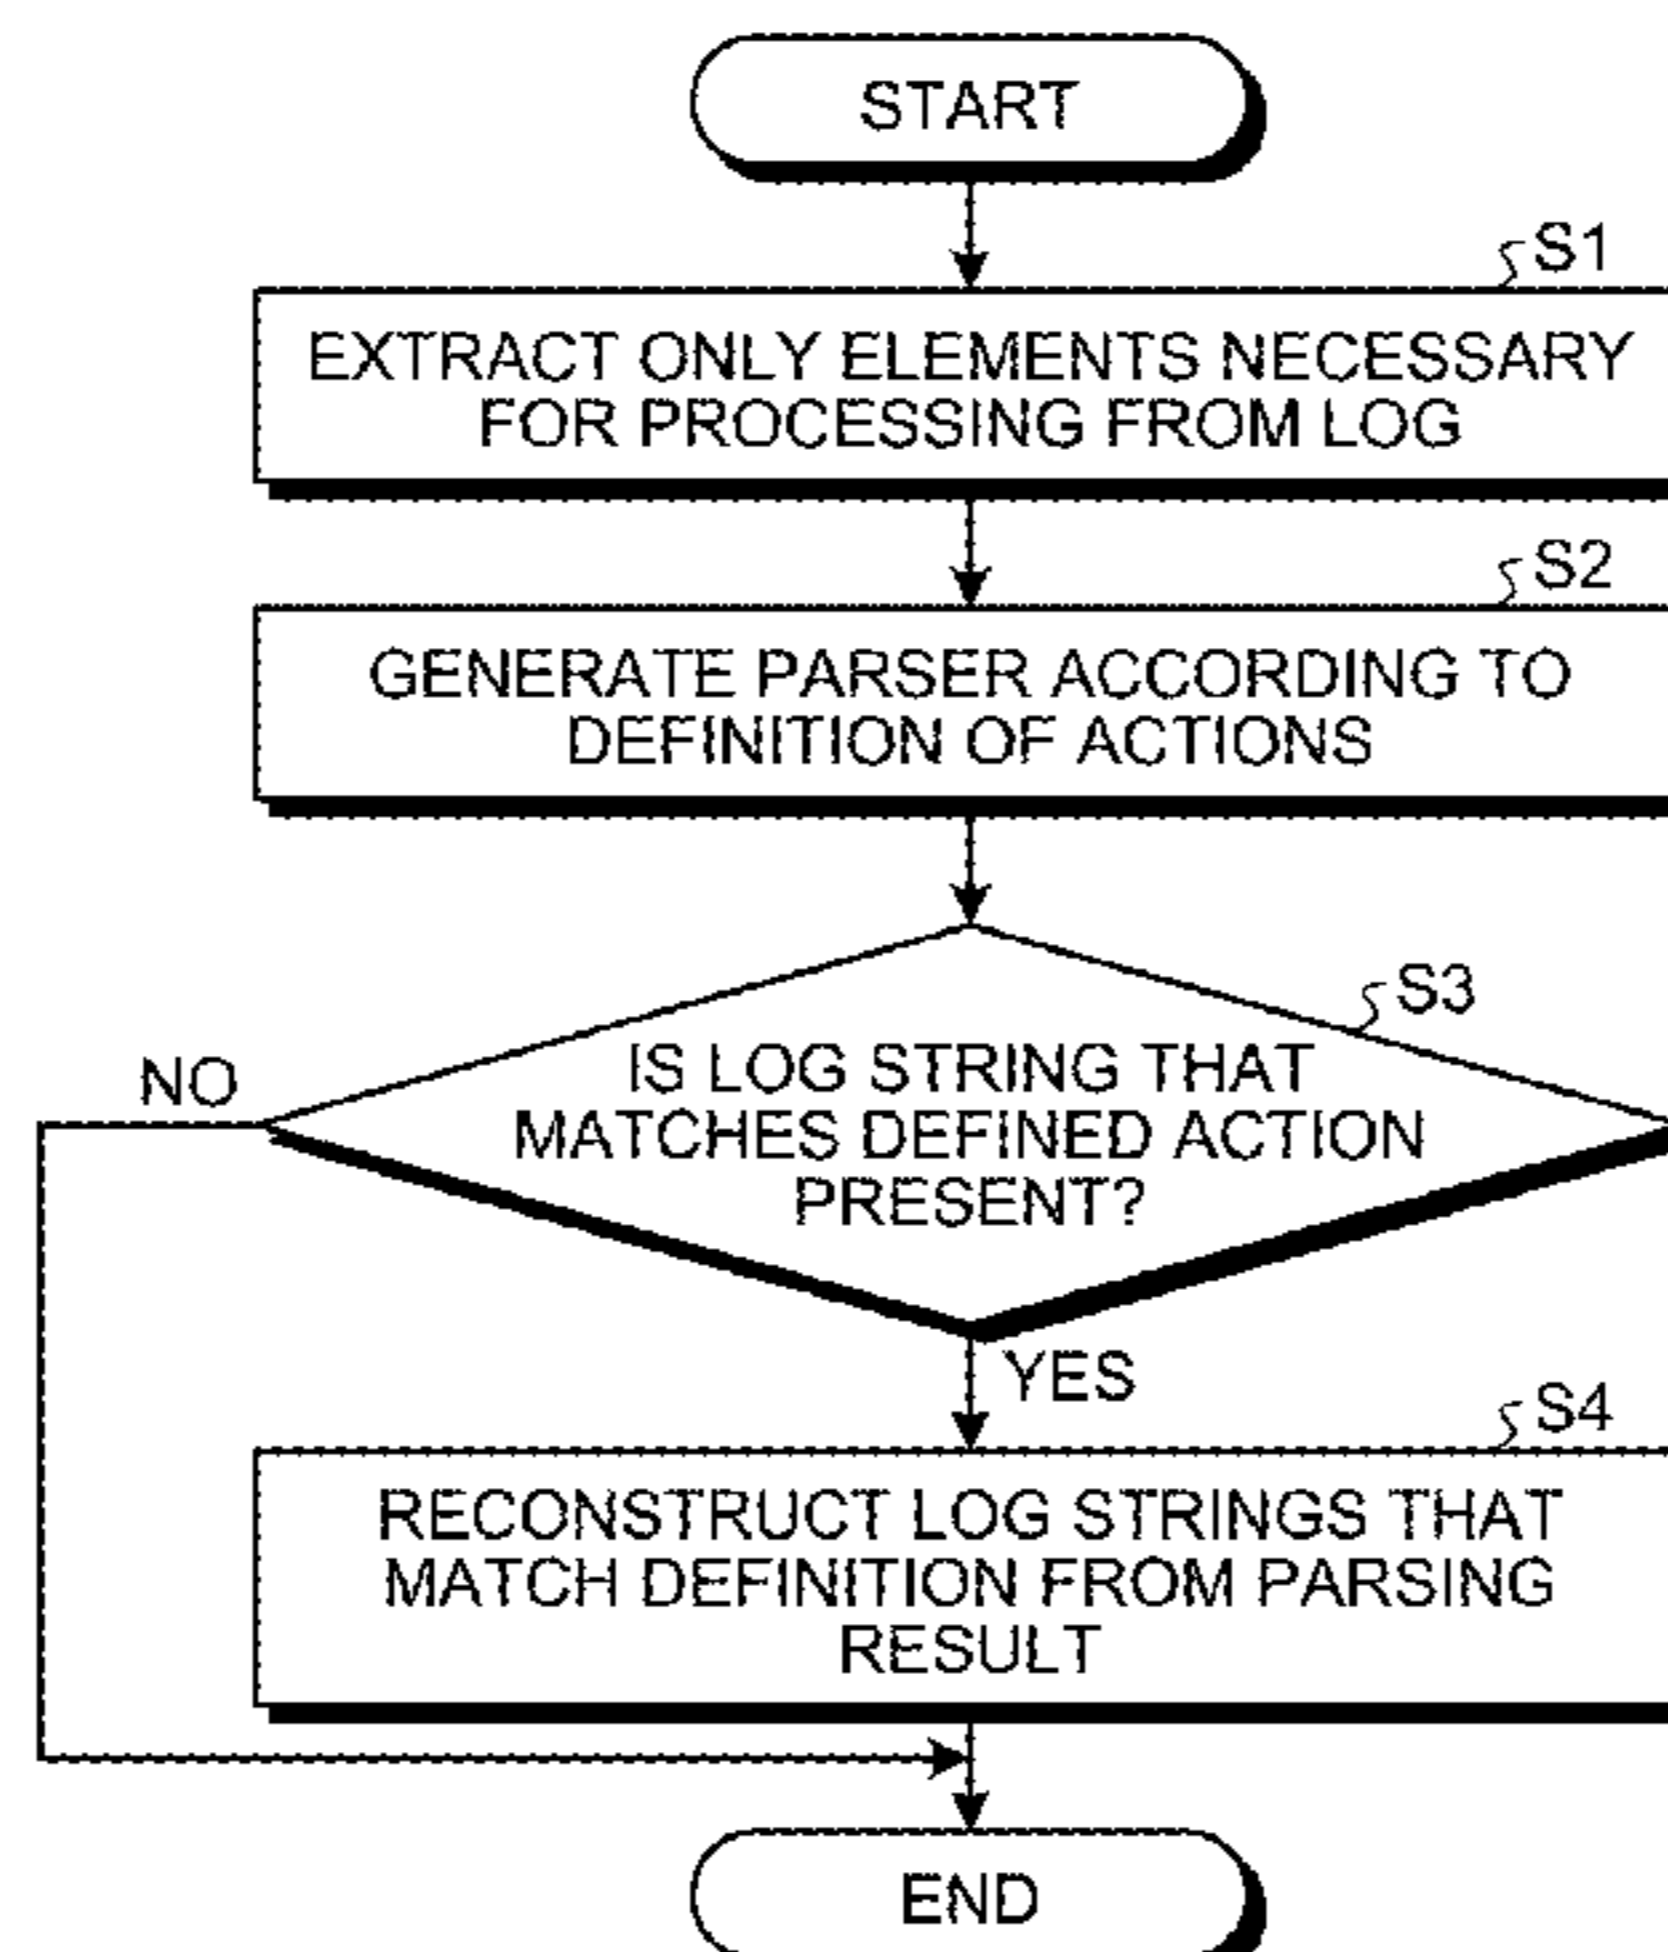 START
S1
EXTRACT ONLY ELEMENTS NECESSARY
FOR PROCESSING FROM LOG
S2
GENERATE PARSER ACCORDING TO
DEFINITION OF ACTIONS
S3
IS LOG STRING THAT
MATCHES DEFINED ACTION
PRESENT?
NO
YES
S4
RECONSTRUCT LOG STRINGS THAT
MATCH DEFINITION FROM PARSING
RESULT
END